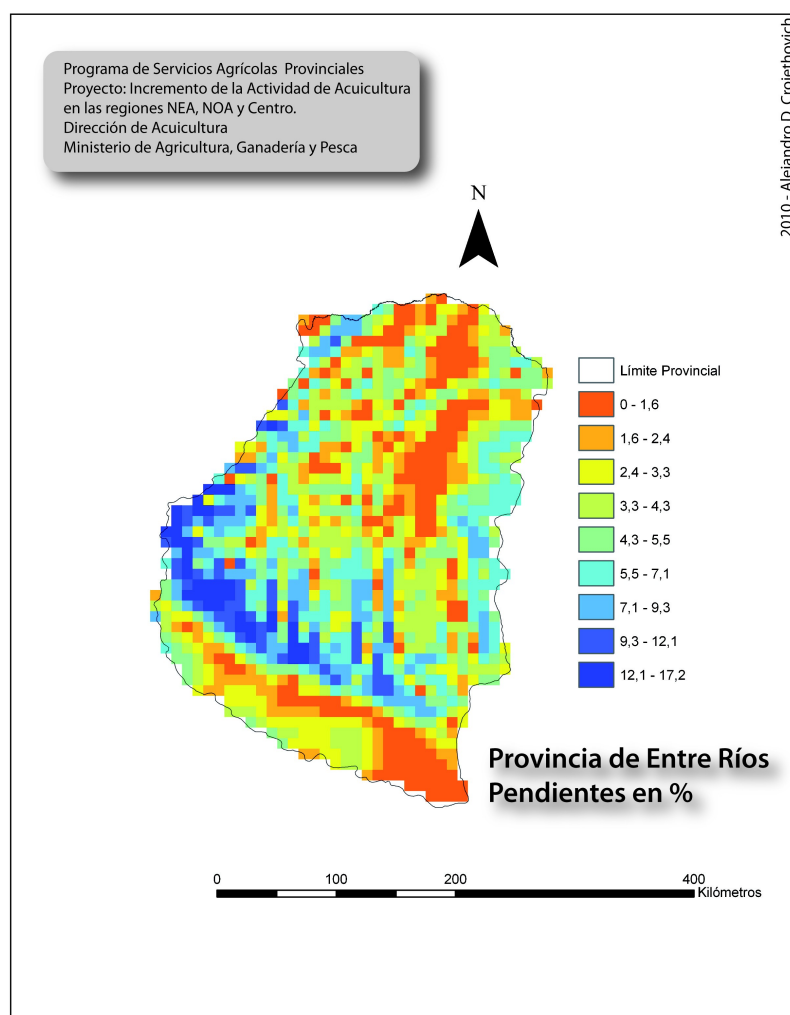 Programa de Servicios Agrícolas Provinciales
Proyecto: Incremento de la Actividad de Acuicultura
en las regiones NEA, NOA y Centro.
Dirección de Acuicultura
Ministerio de Agricultura, Ganadería y Pesca
2010 - Alejandro D. Crojethovich
N
Límite Provincial
0 - 1,6
1,6 - 2,4
2,4 - 3,3
3,3 - 4,3
4,3 - 5,5
5,5 - 7,1
7,1 - 9,3
9,3 - 12,1
12,1 - 17,2
Provincia de Entre Ríos
Pendientes en %
0 100 200 400
Kilómetros